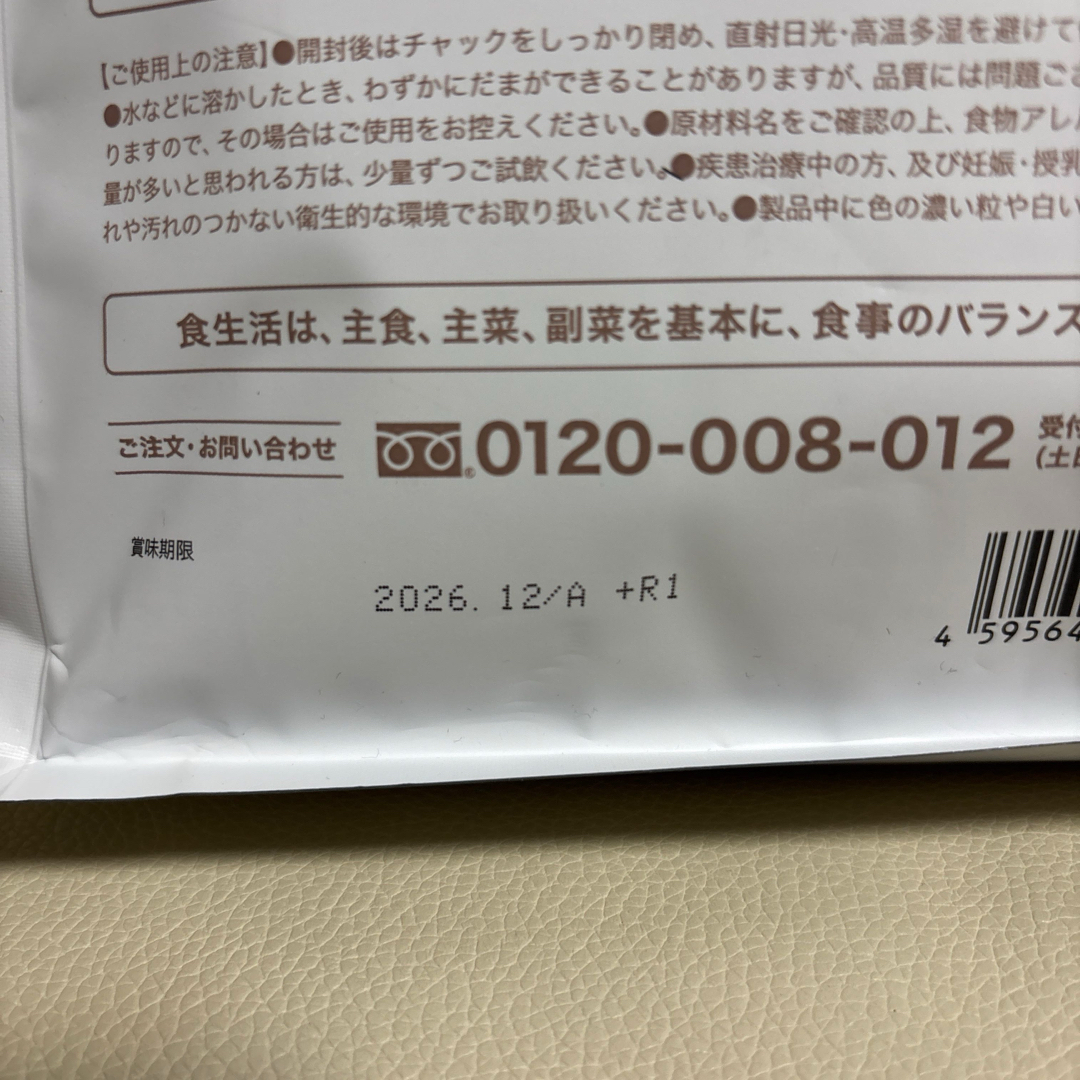 【ご使用上の注意】●開封後はチャックをしっかり閉め、直射日光・高温多湿を避けて
●水などに溶かしたとき、わずかにだまができることがありますが、品質には問題ござ
りますので、その場合はご使用をお控えください。●原材料名をご確認の上、食物アレル
量が多いと思われる方は、少量ずつご試飲ください。●疾患治療中の方、及び妊娠・授乳
れや汚れのつかない衛生的な環境でお取り扱いください。●製品中に色の濃い粒や白い
食生活は、主食、主菜、副菜を基本に、食事のバランス
ご注文・お問い合わせ 0120-008-012 受付
(土日
賞味期限
2026. 12/A +R1
4 59564